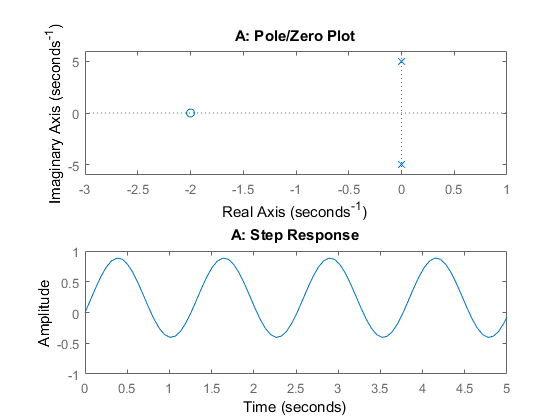 A: Pole/Zero Plot
Imaginary Axis (seconds⁻¹)
5
0
-5
-3 -2.5 -2 -1.5 -1 -0.5 0 0.5 1
Real Axis (seconds⁻¹)
A: Step Response
Amplitude
1
0.5
0
-0.5
-1
0 0.5 1 1.5 2 2.5 3 3.5 4 4.5 5
Time (seconds)